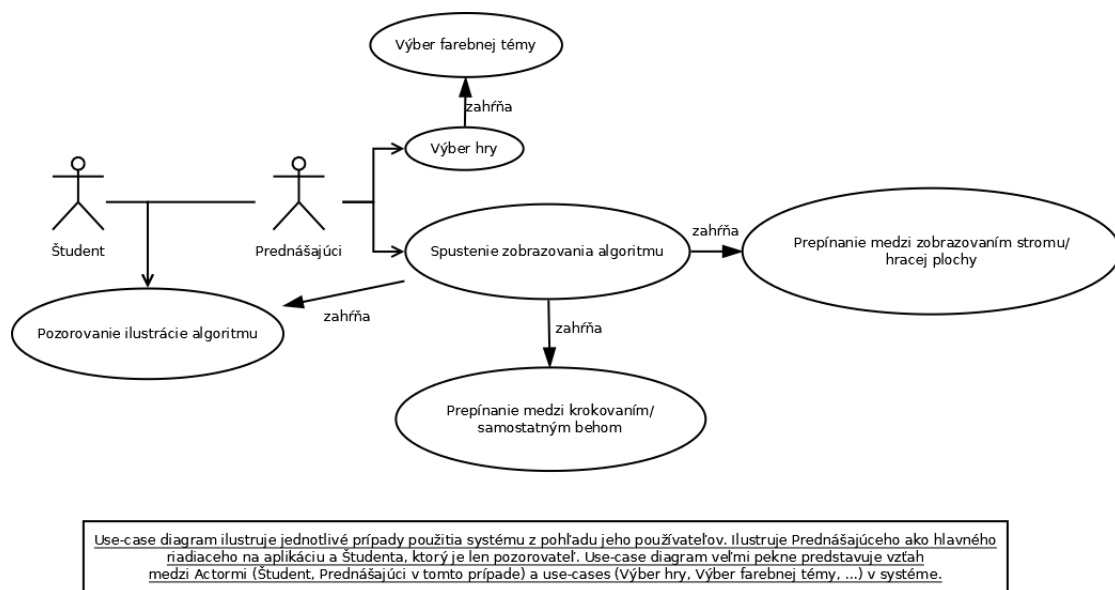 Výber farebnej témy
zahŕňa
Výber hry
Študent
Prednášajúci
Spustenie zobrazovania algoritmu
zahŕňa
Prepínanie medzi zobrazovaním stromu/
hracej plochy
zahŕňa
Pozorovanie ilustrácie algoritmu
zahŕňa
Prepínanie medzi krokovaním/
samostatným behom
Use-case diagram ilustruje jednotlivé prípady použitia systému z pohľadu jeho používateľov. Ilustruje Prednášajúceho ako hlavného
riadiaceho na aplikáciu a Študenta, ktorý je len pozorovateľ. Use-case diagram veľmi pekne predstavuje vzťah
medzi Actormi (Študent, Prednášajúci v tomto prípade) a use-cases (Výber hry, Výber farebnej témy, ...) v systéme.